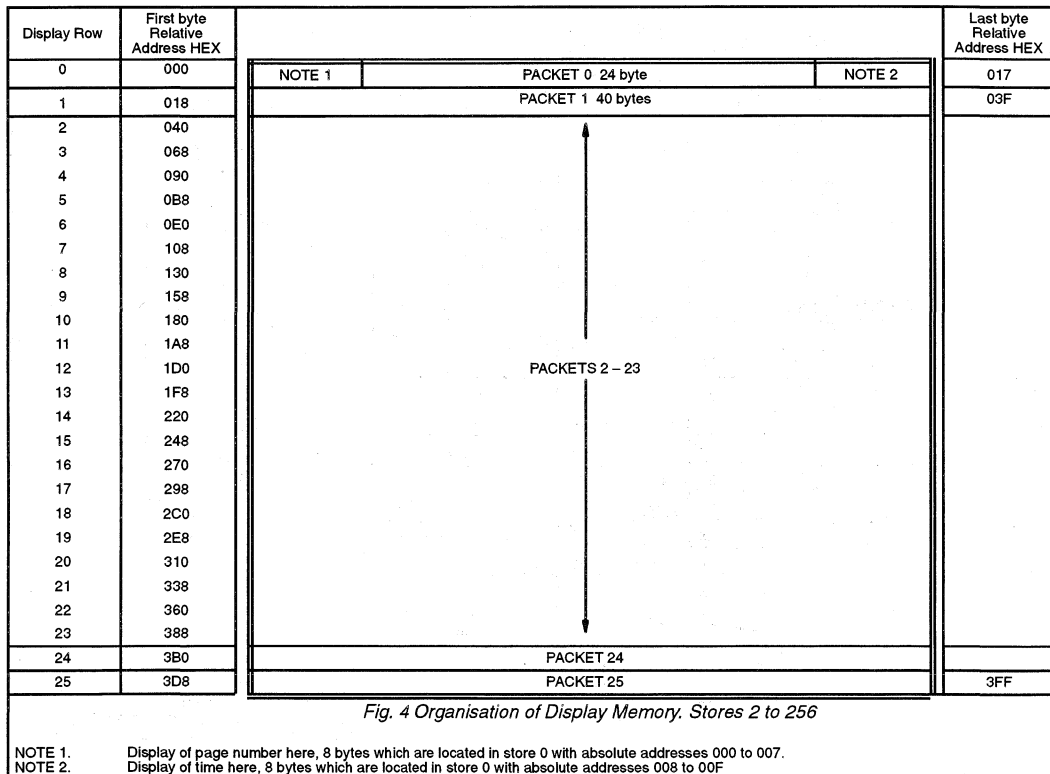 Display Row First byte Relative Address HEX Last byte Relative Address HEX
0 000 NOTE 1 PACKET 0 24 byte NOTE 2 017
1 018 PACKET 1 40 bytes 03F
2 040
3 068
4 090
5 0B8
6 0E0
7 108
8 130
9 158
10 180
11 1A8
12 1D0 PACKETS 2 – 23
13 1F8
14 220
15 248
16 270
17 298
18 2C0
19 2E8
20 310
21 338
22 360
23 388
24 3B0 PACKET 24
25 3D8 PACKET 25 3FF
Fig. 4 Organisation of Display Memory. Stores 2 to 256
NOTE 1. Display of page number here, 8 bytes which are located in store 0 with absolute addresses 000 to 007.
NOTE 2. Display of time here, 8 bytes which are located in store 0 with absolute addresses 008 to 00F